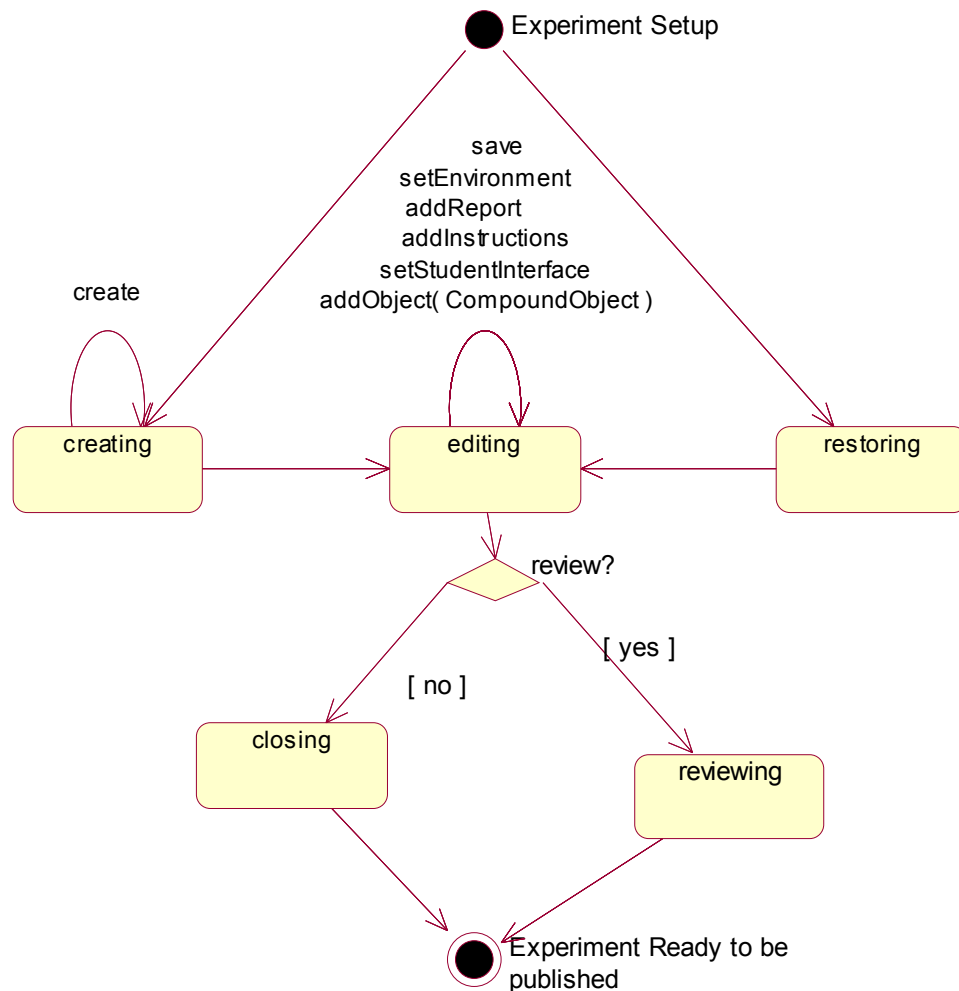 Experiment Setup
save
setEnvironment
addReport
addInstructions
setStudentInterface
addObject( CompoundObject )
create
creating
editing
restoring
review?
[ yes ]
[ no ]
closing
reviewing
Experiment Ready to be
published